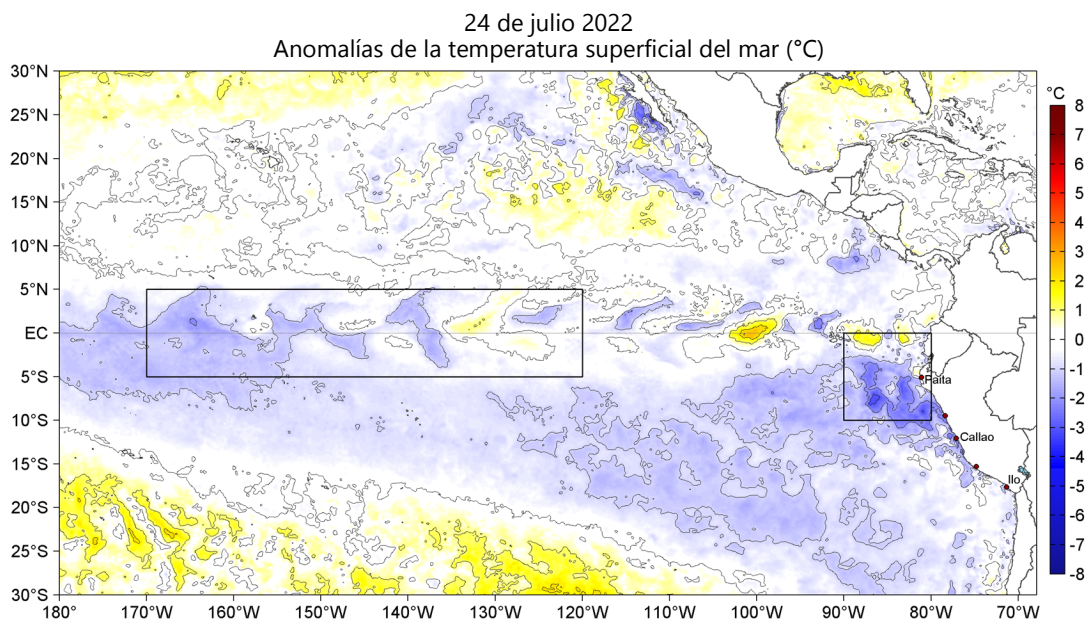 24 de julio 2022
Anomalías de la temperatura superficial del mar (°C)
30°N
25°N
20°N
15°N
10°N
5°N
EC
5°S
10°S
15°S
20°S
25°S
30°S
180
170°W
160°W
150°W
140°W
130°W
120°W
110°W
100°W
90°W
80°W
70°W
Paita
Callao
Ilo
°C
8
7
6
5
4
3
2
1
0
-1
-2
-3
-4
-5
-6
-7
-8